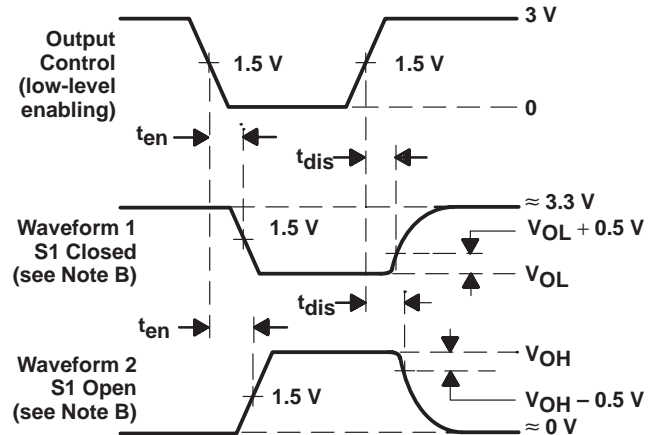 3 V
Output
Control
(low-level
enabling)
1.5 V
1.5 V
0
ten
tdis
≈ 3.3 V
Waveform 1
S1 Closed
(see Note B)
1.5 V
VOL + 0.5 V
VOL
ten
tdis
Waveform 2
S1 Open
(see Note B)
1.5 V
VOH
VOH – 0.5 V
≈ 0 V